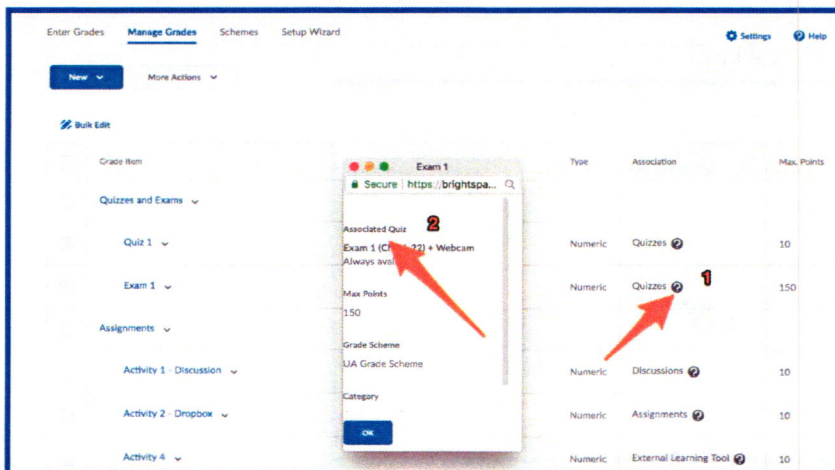 Enter Grades Manage Grades Schemes Setup Wizard Settings Help
New More Actions
Bulk Edit
Grade Item Type Association Max. Points
Quizzes and Exams
Quiz 1 Numeric Quizzes 10
Exam 1 Numeric Quizzes 1 150
Assignments
Activity 1 - Discussion Numeric Discussions 10
Activity 2 - Dropbox Numeric Assignments 10
Activity 4 Numeric External Learning Tool 10
Exam 1
Secure https://brightspa...
Associated Quiz 2
Exam 1 22) + Webcam
Always
Max Points
150
Grade Scheme
UA Grade Scheme
Category
OK